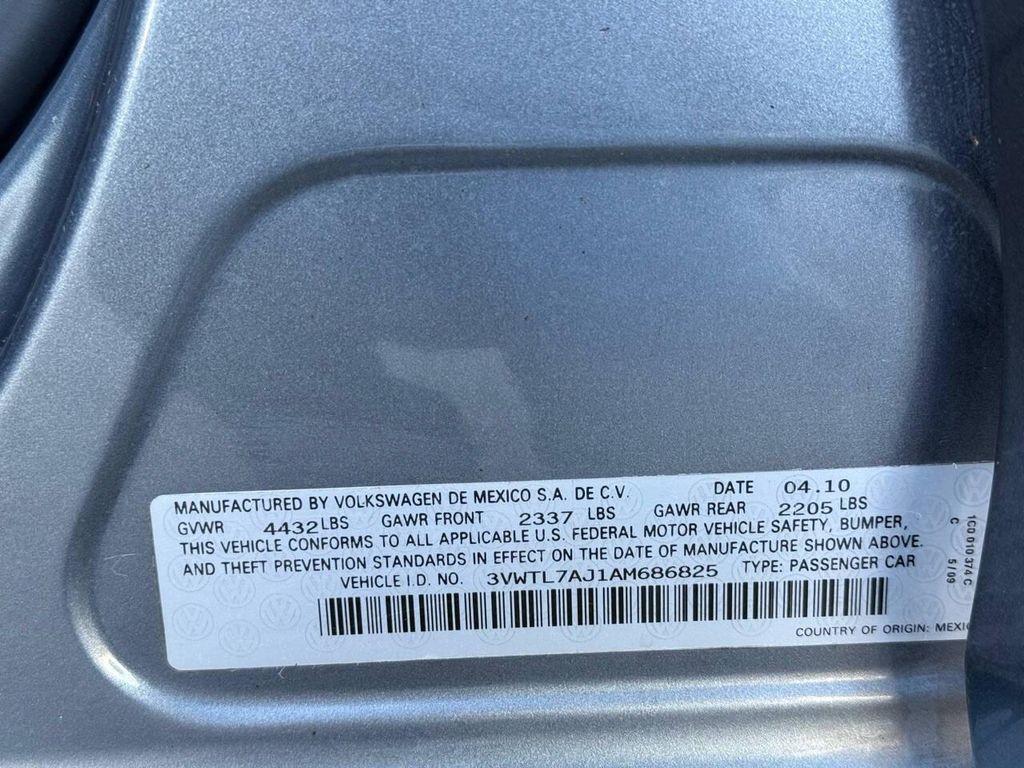 MANUFACTURED BY VOLKSWAGEN DE MEXICO S.A. DE C.V. DATE 04.10
GVWR 4432 LBS GAWR FRONT 2337 LBS GAWR REAR 2205 LBS
THIS VEHICLE CONFORMS TO ALL APPLICABLE U.S. FEDERAL MOTOR VEHICLE SAFETY, BUMPER,
AND THEFT PREVENTION STANDARDS IN EFFECT ON THE DATE OF MANUFACTURE SHOWN ABOVE.
VEHICLE I.D. NO. 3VWTL7AJ1AM686825 TYPE: PASSENGER CAR
COUNTRY OF ORIGIN: MEXIC
1C0 010 374 C
C 5/09